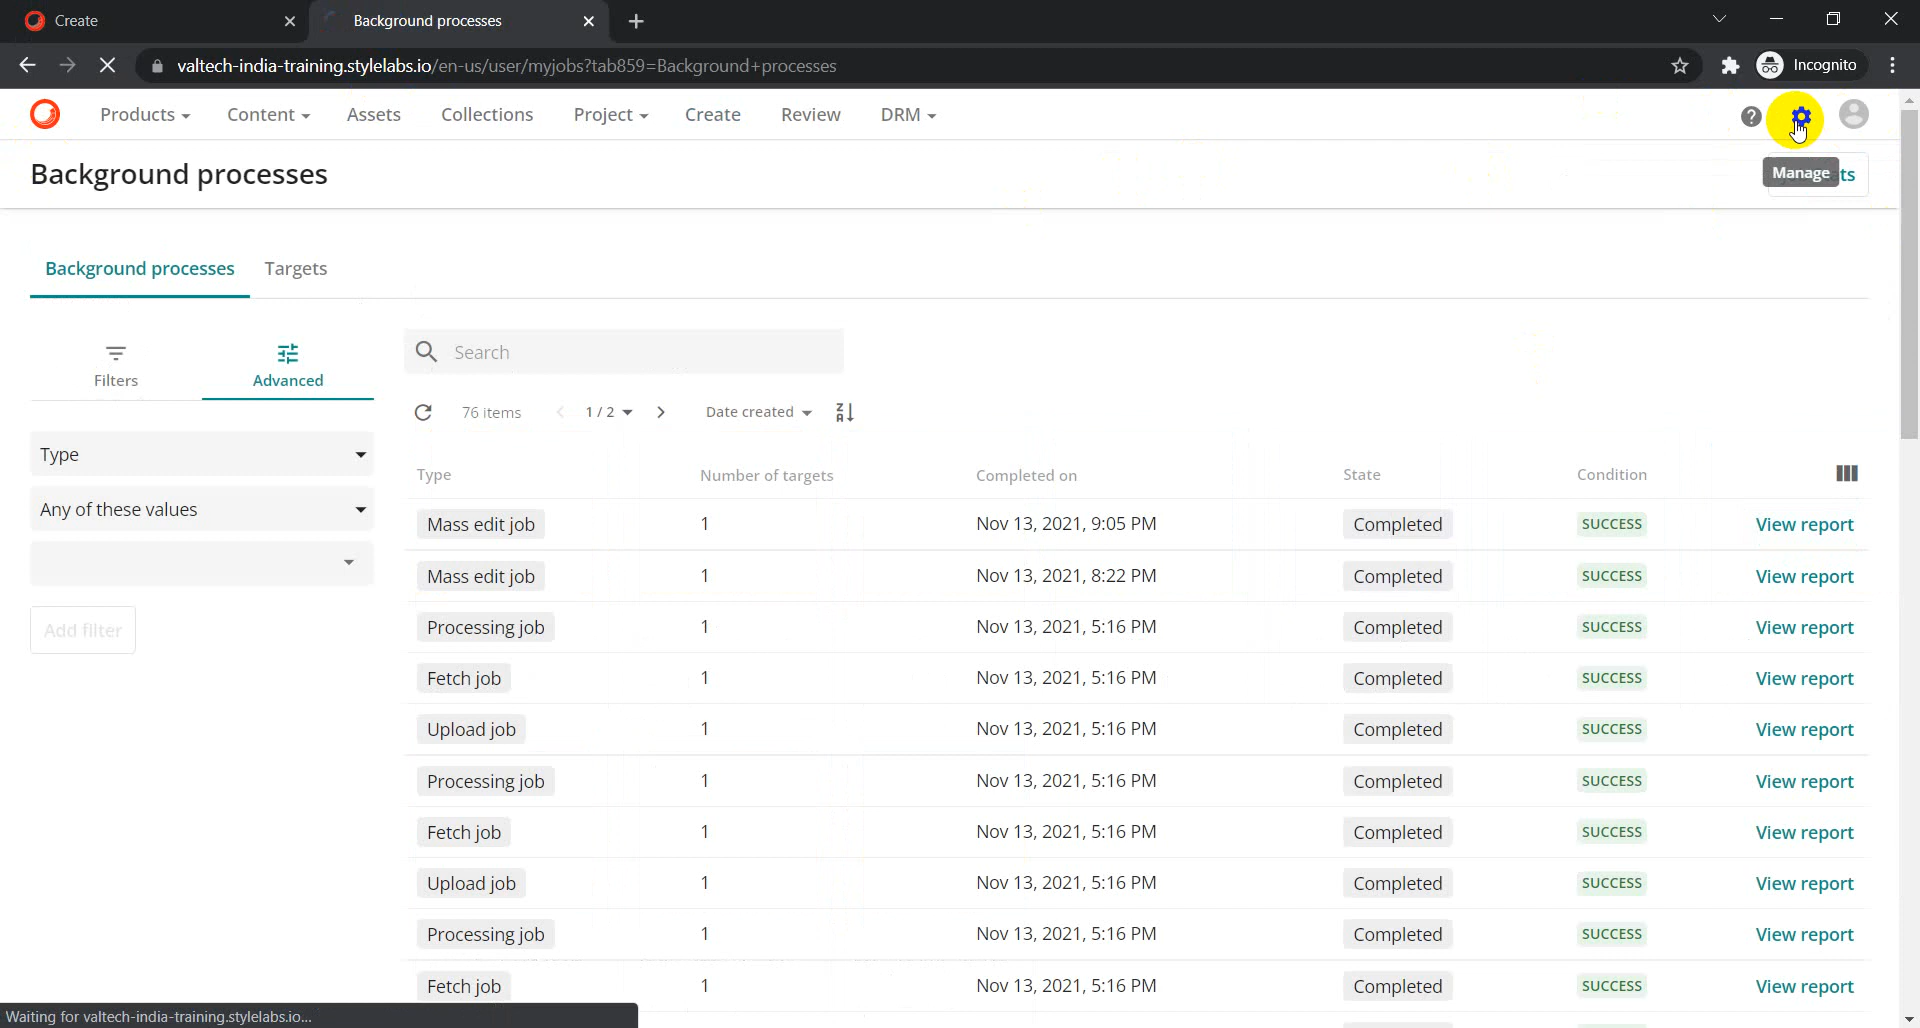 Create
Background processes
valtech-india-training.stylelabs.io/en-us/user/myjobs?tab859=Background+processes
Incognito
Products Content Assets Collections Project Create Review DRM
Background processes
Manage ts
Background processes Targets
Filters Advanced
Search
76 items 1 / 2 Date created
Type
Any of these values
Add filter
Type Number of targets Completed on State Condition
Mass edit job 1 Nov 13, 2021, 9:05 PM Completed SUCCESS View report
Mass edit job 1 Nov 13, 2021, 8:22 PM Completed SUCCESS View report
Processing job 1 Nov 13, 2021, 5:16 PM Completed SUCCESS View report
Fetch job 1 Nov 13, 2021, 5:16 PM Completed SUCCESS View report
Upload job 1 Nov 13, 2021, 5:16 PM Completed SUCCESS View report
Processing job 1 Nov 13, 2021, 5:16 PM Completed SUCCESS View report
Fetch job 1 Nov 13, 2021, 5:16 PM Completed SUCCESS View report
Upload job 1 Nov 13, 2021, 5:16 PM Completed SUCCESS View report
Processing job 1 Nov 13, 2021, 5:16 PM Completed SUCCESS View report
Fetch job 1 Nov 13, 2021, 5:16 PM Completed SUCCESS View report
Waiting for valtech-india-training.stylelabs.io...